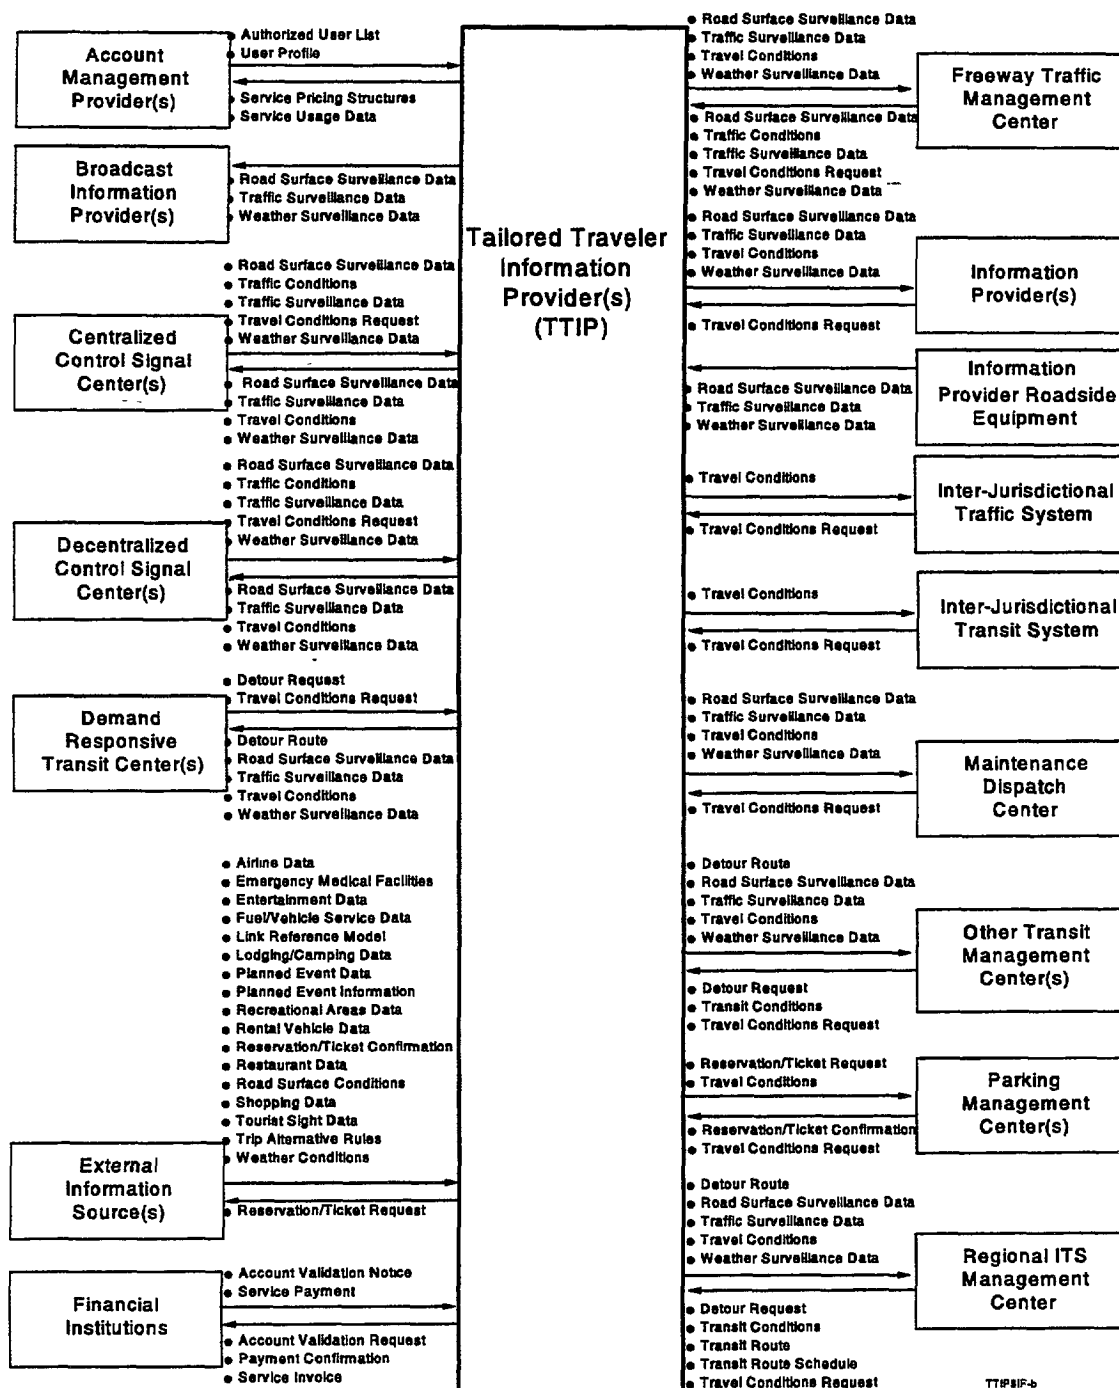 Account
Management
Provider(s)
• Authorized User List
• User Profile
• Service Pricing Structures
• Service Usage Data
Broadcast
Information
Provider(s)
• Road Surface Surveillance Data
• Traffic Surveillance Data
• Weather Surveillance Data
Centralized
Control Signal
Center(s)
• Road Surface Surveillance Data
• Traffic Conditions
• Traffic Surveillance Data
• Travel Conditions Request
• Weather Surveillance Data
• Road Surface Surveillance Data
• Traffic Surveillance Data
• Travel Conditions
• Weather Surveillance Data
Decentralized
Control Signal
Center(s)
• Road Surface Surveillance Data
• Traffic Conditions
• Traffic Surveillance Data
• Travel Conditions Request
• Weather Surveillance Data
• Road Surface Surveillance Data
• Traffic Surveillance Data
• Travel Conditions
• Weather Surveillance Data
Demand
Responsive
Transit Center(s)
• Detour Request
• Travel Conditions Request
• Detour Route
• Road Surface Surveillance Data
• Traffic Surveillance Data
• Travel Conditions
• Weather Surveillance Data
External
Information
Source(s)
• Airline Data
• Emergency Medical Facilities
• Entertainment Data
• Fuel/Vehicle Service Data
• Link Reference Model
• Lodging/Camping Data
• Planned Event Data
• Planned Event Information
• Recreational Areas Data
• Rental Vehicle Data
• Reservation/Ticket Confirmation
• Restaurant Data
• Road Surface Conditions
• Shopping Data
• Tourist Sight Data
• Trip Alternative Rules
• Weather Conditions
• Reservation/Ticket Request
Financial
Institutions
• Account Validation Notice
• Service Payment
• Account Validation Request
• Payment Confirmation
• Service Invoice
Tailored Traveler
Information
Provider(s)
(TTIP)
• Road Surface Surveillance Data
• Traffic Surveillance Data
• Travel Conditions
• Weather Surveillance Data
• Road Surface Surveillance Data
• Traffic Conditions
• Traffic Surveillance Data
• Travel Conditions Request
• Weather Surveillance Data
Freeway Traffic
Management
Center
• Road Surface Surveillance Data
• Traffic Surveillance Data
• Travel Conditions
• Weather Surveillance Data
• Travel Conditions Request
Information
Provider(s)
• Road Surface Surveillance Data
• Traffic Surveillance Data
• Weather Surveillance Data
Information
Provider Roadside
Equipment
• Travel Conditions
• Travel Conditions Request
Inter-Jurisdictional
Traffic System
• Travel Conditions
• Travel Conditions Request
Inter-Jurisdictional
Transit System
• Road Surface Surveillance Data
• Traffic Surveillance Data
• Travel Conditions
• Weather Surveillance Data
• Travel Conditions Request
Maintenance
Dispatch
Center
• Detour Route
• Road Surface Surveillance Data
• Traffic Surveillance Data
• Travel Conditions
• Weather Surveillance Data
• Detour Request
• Transit Conditions
• Travel Conditions Request
Other Transit
Management
Center(s)
• Reservation/Ticket Request
• Travel Conditions
• Reservation/Ticket Confirmation
• Travel Conditions Request
Parking
Management
Center(s)
• Detour Route
• Road Surface Surveillance Data
• Traffic Surveillance Data
• Travel Conditions
• Weather Surveillance Data
• Detour Request
• Transit Conditions
• Transit Route
• Transit Route Schedule
• Travel Conditions Request
Regional ITS
Management
Center
TTIPSIF-b